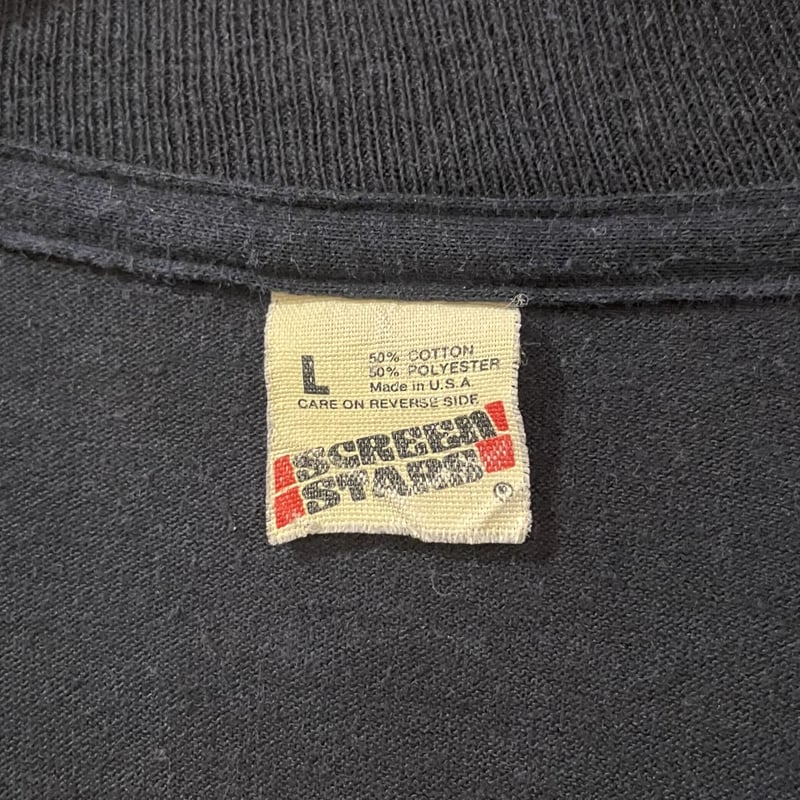 L
50% COTTON
50% POLYESTER
Made in U.S.A
CARE ON REVERSE SIDE
SCREEN
STARS
®